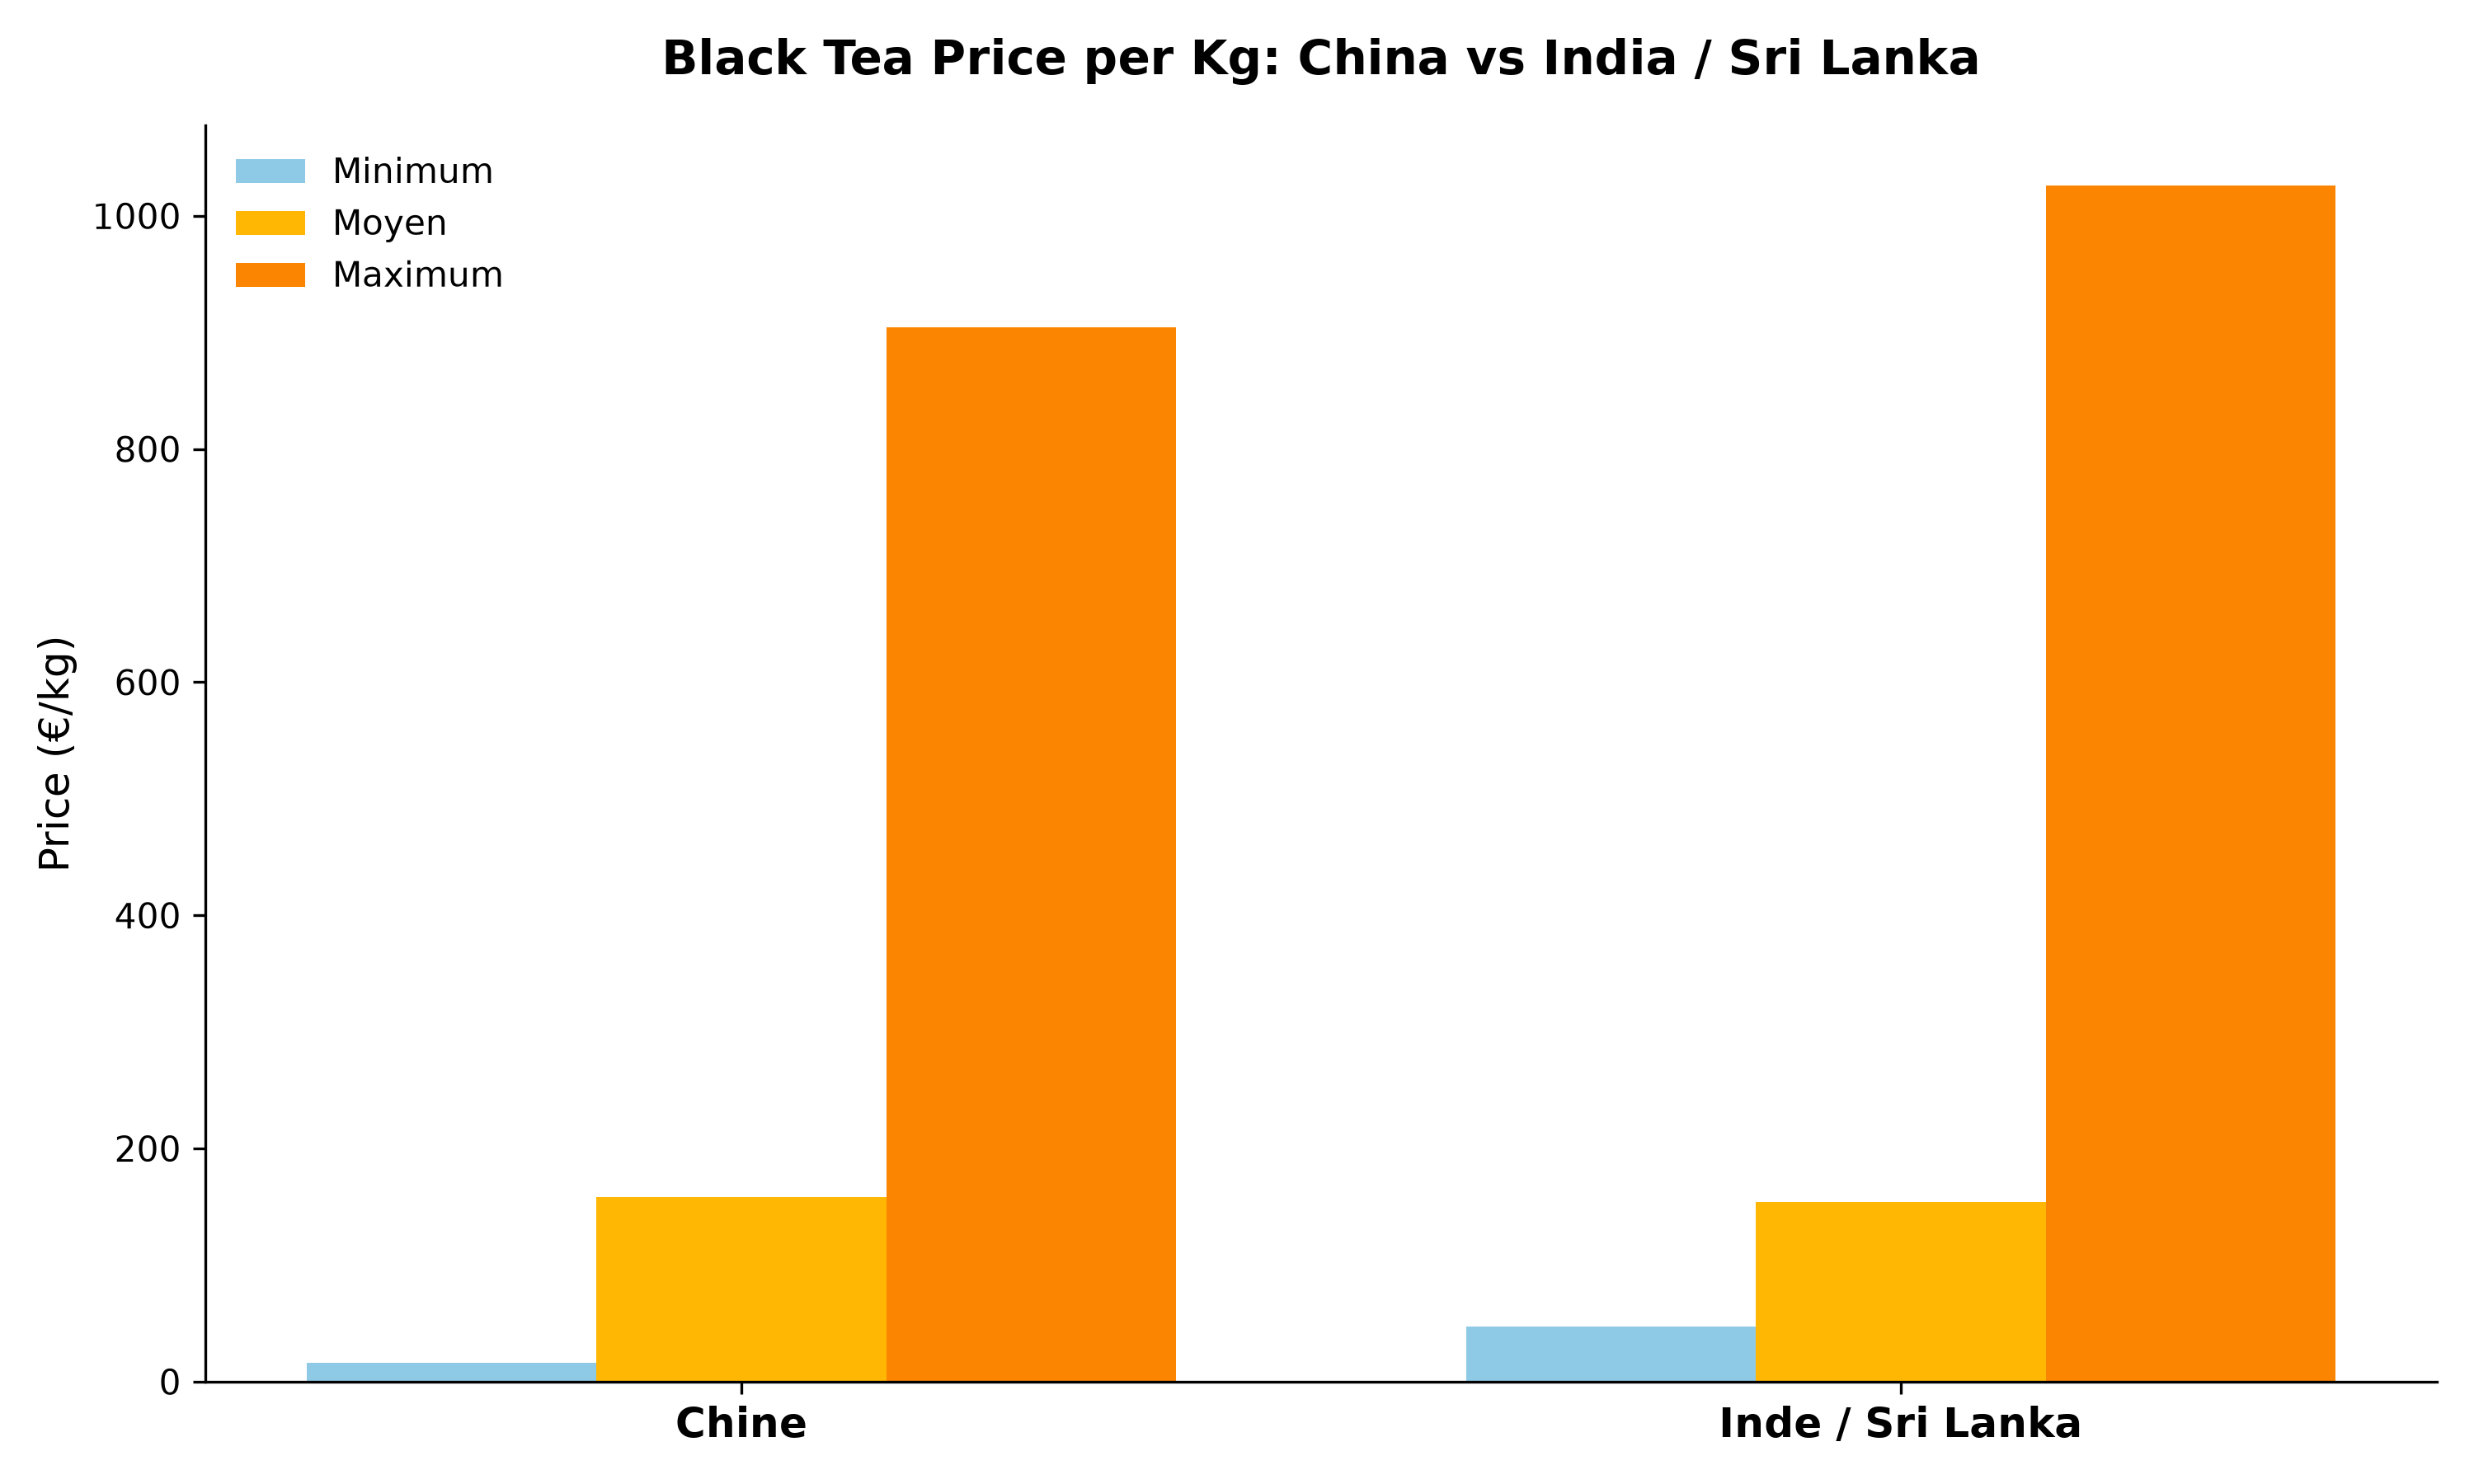 Black Tea Price per Kg: China vs India / Sri Lanka
Minimum
Moyen
Maximum
1000
800
600
400
200
0
Price (€/kg)
Chine
Inde / Sri Lanka